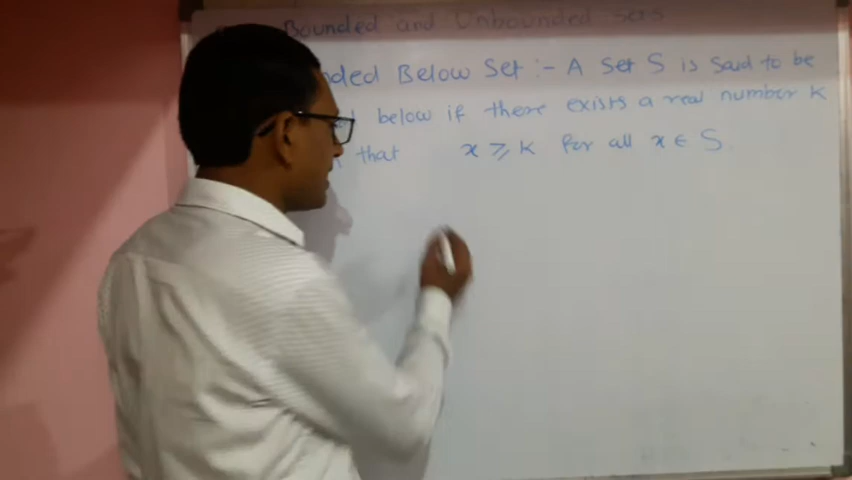 Bounded and Unbounded Sets
Below Set :- A Set S is said to be
below if there exists a real number K
that x ≥ K for all x ∈ S.